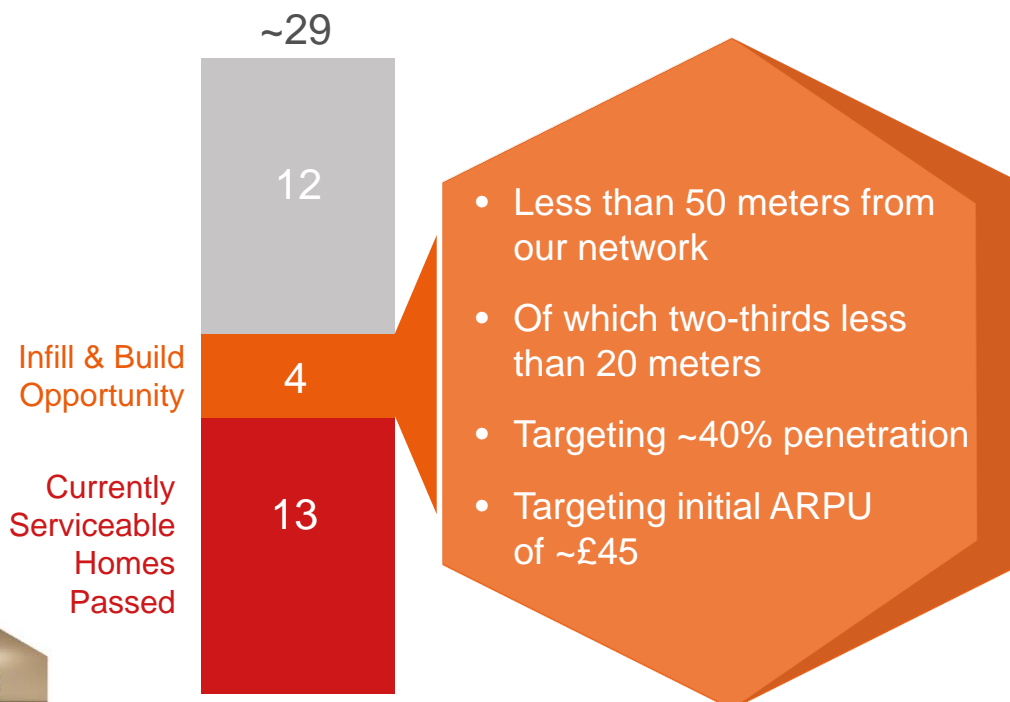 ~29
12
Infill & Build
Opportunity
4
Currently
Serviceable
Homes
Passed
13
• Less than 50 meters from
our network
• Of which two-thirds less
than 20 meters
• Targeting ~40% penetration
• Targeting initial ARPU
of ~£45